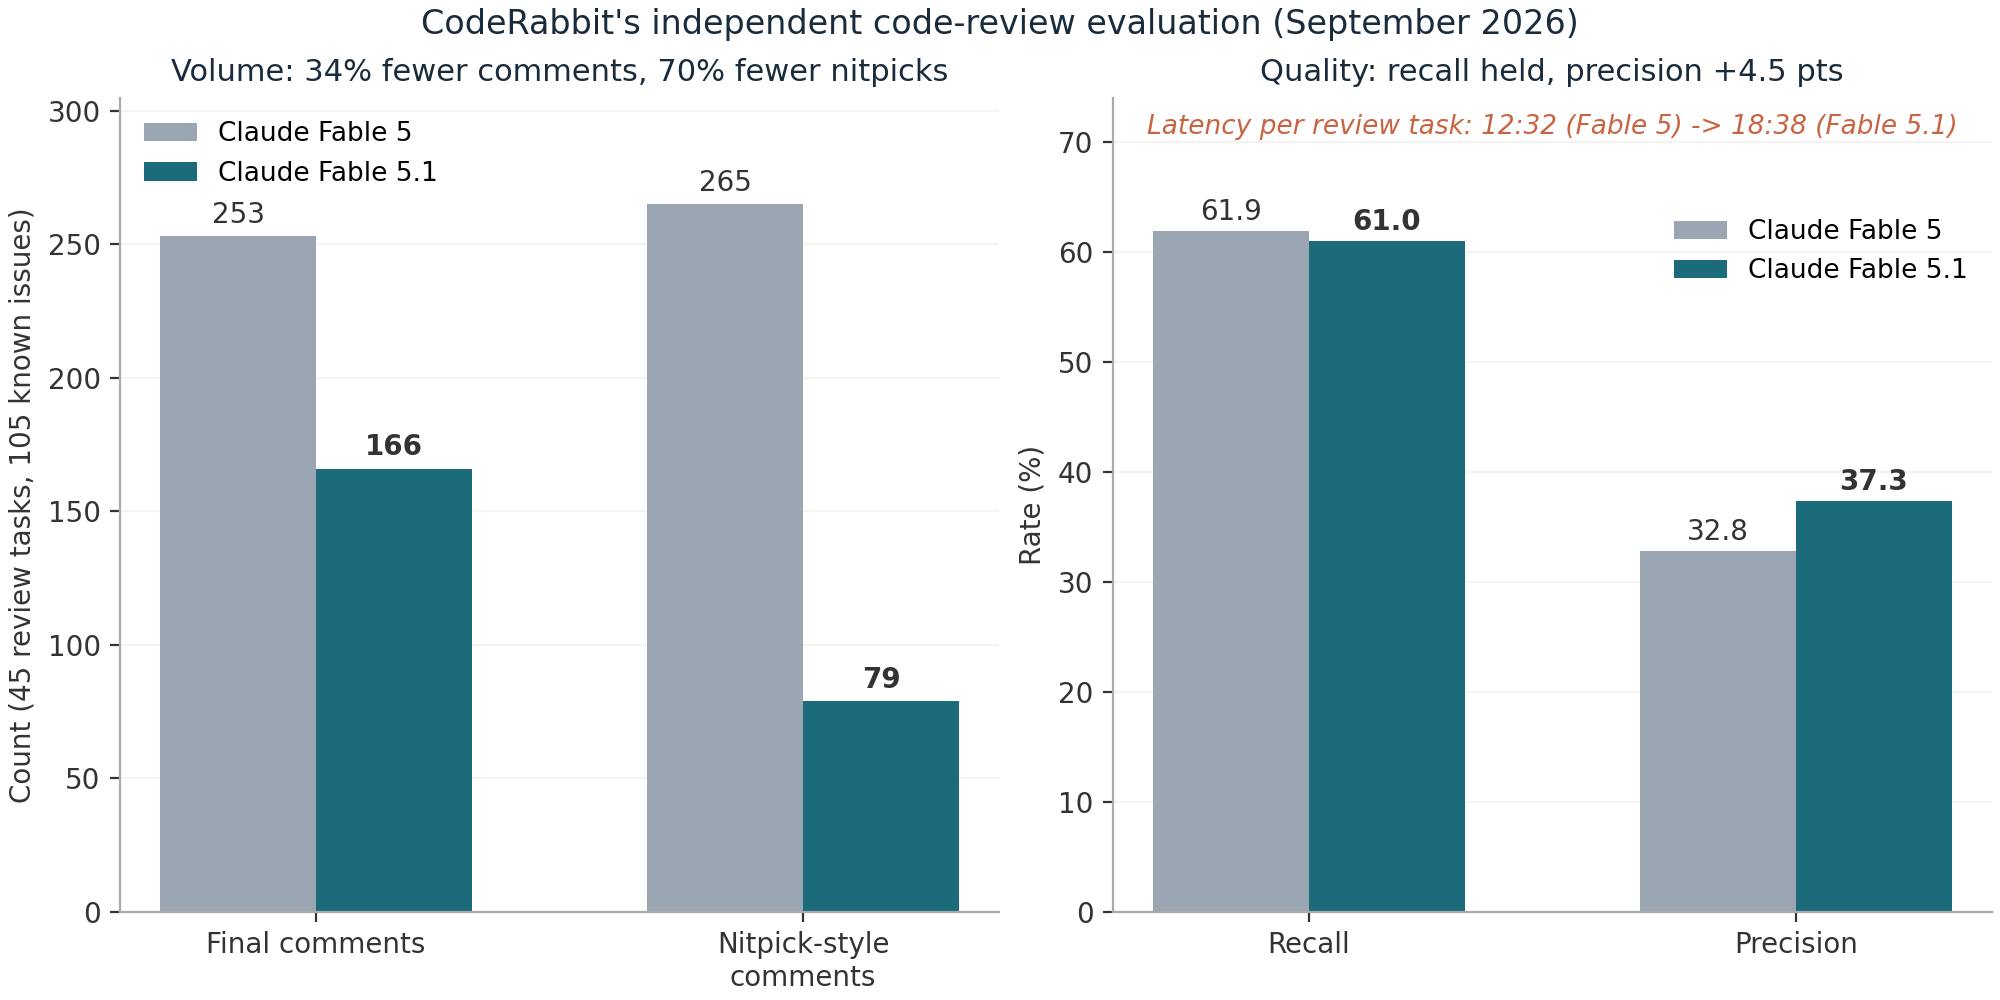 CodeRabbit's independent code-review evaluation (September 2026)
Volume: 34% fewer comments, 70% fewer nitpicks
Count (45 review tasks, 105 known issues)
300
250
200
150
100
50
0
Claude Fable 5
Claude Fable 5.1
253
166
265
79
Final comments
Nitpick-style
comments
Quality: recall held, precision +4.5 pts
Latency per review task: 12:32 (Fable 5) -> 18:38 (Fable 5.1)
Rate (%)
70
60
50
40
30
20
10
0
Claude Fable 5
Claude Fable 5.1
61.9
61.0
32.8
37.3
Recall
Precision